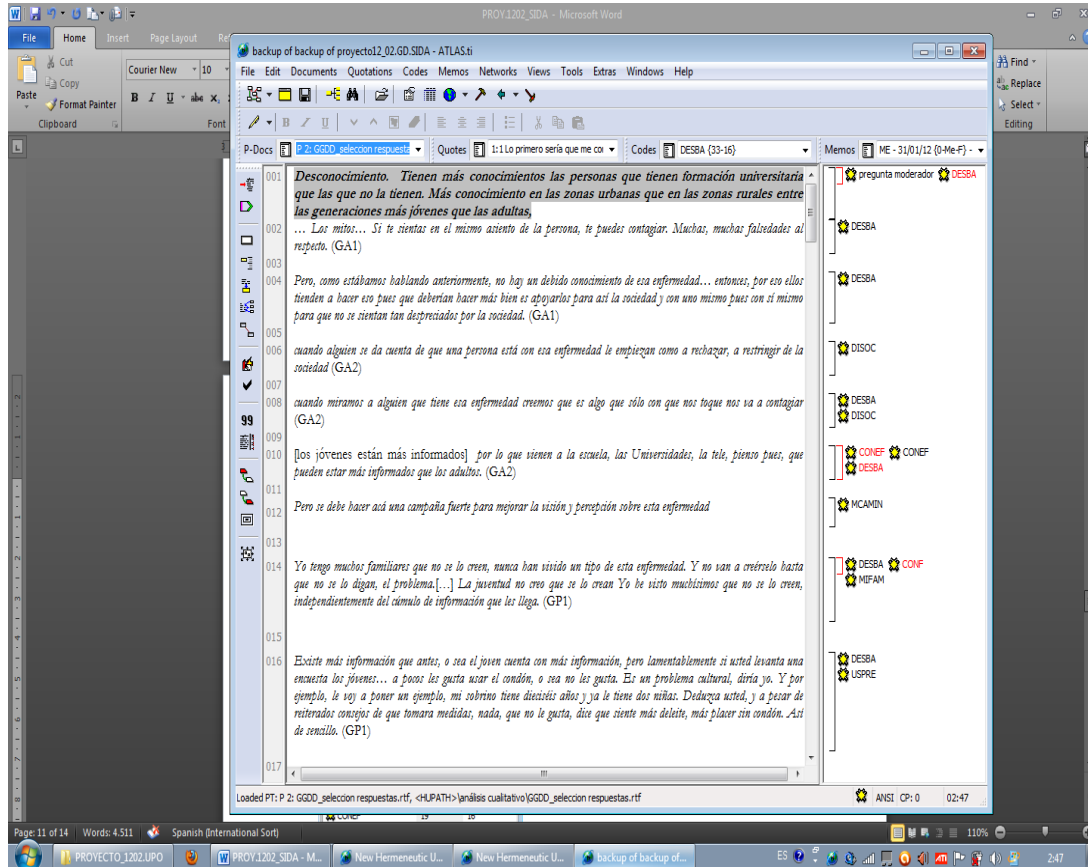 PROY.1202_SIDA - Microsoft Word
File Home Insert Page Layout
Cut
Copy
Paste
Format Painter
Clipboard
Courier New 10
B I U abc x,
Font
Find
Replace
Select
Editing
backup of backup of proyecto12_02.GD.SIDA - ATLAS.ti
File Edit Documents Quotations Codes Memos Networks Views Tools Extras Windows Help
B I U
P-Docs P 2: GGDD_seleccion respuesta Quotes 1:1 Lo primero sería que me co Codes DESBA {33-16} Memos ME - 31/01/12 {0-Me-F} -
001 Desconocimiento. Tienen más conocimientos las personas que tienen formación universitaria
que las que no la tienen. Más conocimiento en las zonas urbanas que en las zonas rurales entre
las generaciones más jóvenes que las adultas,
pregunta moderador DESBA
002 … Los mitos… Si te sientas en el mismo asiento de la persona, te puedes contagiar. Muchas, muchas falsedades al
respecto. (GA1)
DESBA
003
004 Pero, como estábamos hablando anteriormente, no hay un debido conocimiento de esa enfermedad… entonces, por eso ellos
tienden a hacer eso pues que deberían hacer más bien es apoyarlos para así la sociedad y con uno mismo pues con sí mismo
para que no se sientan tan despreciados por la sociedad. (GA1)
DESBA
005
006 cuando alguien se da cuenta de que una persona está con esa enfermedad le empiezan como a rechazar, a restringir de la
sociedad (GA2)
DISOC
007
008 cuando miramos a alguien que tiene esa enfermedad creemos que es algo que sólo con que nos toque nos va a contagiar
(GA2)
DESBA
DISOC
009
010 [los jóvenes están más informados] por lo que vienen a la escuela, las Universidades, la tele, pienso pues, que
pueden estar más informados que los adultos. (GA2)
CONEF CONEF
DESBA
011
012 Pero se debe hacer acá una campaña fuerte para mejorar la visión y percepción sobre esta enfermedad
MCAMIN
013
014 Yo tengo muchos familiares que no se lo creen, nunca han vivido un tipo de esta enfermedad. Y no van a creérselo hasta
que no se lo digan, el problema.[…] La juventud no creo que se lo crean Yo he visto muchísimos que no se lo creen,
independientemente del cúmulo de información que les llega. (GP1)
DESBA CONF
MIFAM
015
016 Existe más información que antes, o sea el joven cuenta con más información, pero lamentablemente si usted levanta una
encuesta los jóvenes… a pocos les gusta usar el condón, o sea no les gusta. Es un problema cultural, diría yo. Y por
ejemplo, le voy a poner un ejemplo, mi sobrino tiene dieciséis años y ya le tiene dos niñas. Deduzca usted, y a pesar de
reiterados consejos de que tomara medidas, nada, que no le gusta, dice que siente más deleite, más placer sin condón. Así
de sencillo. (GP1)
DESBA
USPRE
017
99
Loaded PT: P 2: GGDD_seleccion respuestas.rtf, <HUPATH>\análisis cualitativo\GGDD_seleccion respuestas.rtf ANSI CP: 0 02:47
Page: 11 of 14 Words: 4.511 Spanish (International Sort) 110%
PROYECTO_1202.UPO PROY.1202_SIDA - M... New Hermeneutic U... New Hermeneutic U... backup of backup of... ES 2:47